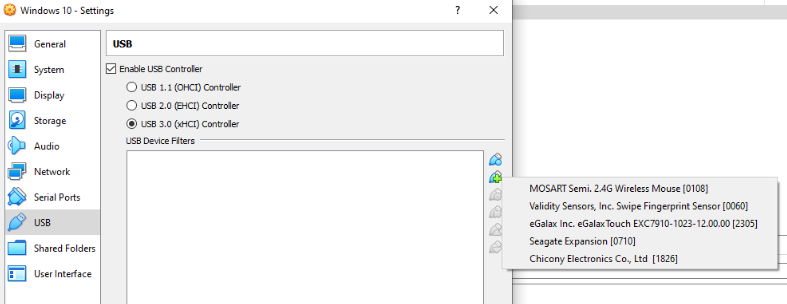 Windows 10 - Settings
?
General
System
Display
Storage
Audio
Network
Serial Ports
USB
Shared Folders
User Interface
USB
Enable USB Controller
USB 1.1 (OHCI) Controller
USB 2.0 (EHCI) Controller
USB 3.0 (xHCI) Controller
USB Device Filters
MOSART Semi. 2.4G Wireless Mouse [0108]
Validity Sensors, Inc. Swipe Fingerprint Sensor [0060]
eGalax Inc. eGalaxTouch EXC7910-1023-12.00.00 [2305]
Seagate Expansion [0710]
Chicony Electronics Co., Ltd  [1826]